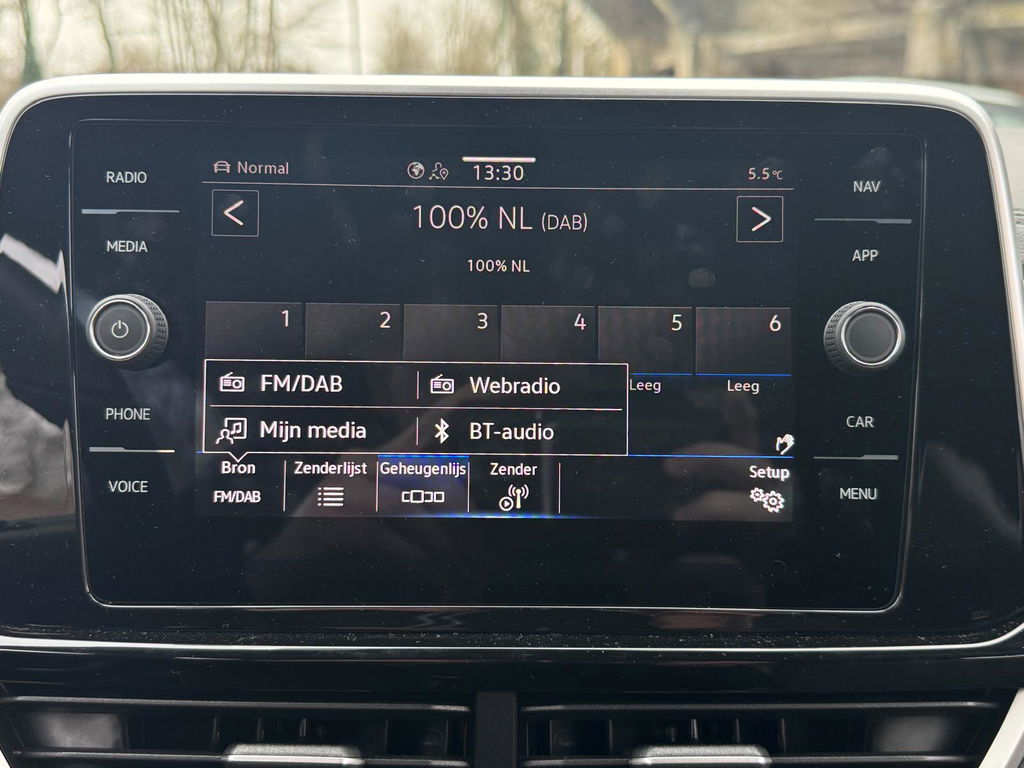 RADIO
MEDIA
PHONE
VOICE
Normal
13:30
5.5°C
100% NL (DAB)
100% NL
1 2 3 4 5 6
Leeg Leeg
FM/DAB Webradio
Mijn media BT-audio
Bron Zenderlijst Geheugenlijs Zender Setup
FM/DAB
NAV
APP
CAR
MENU